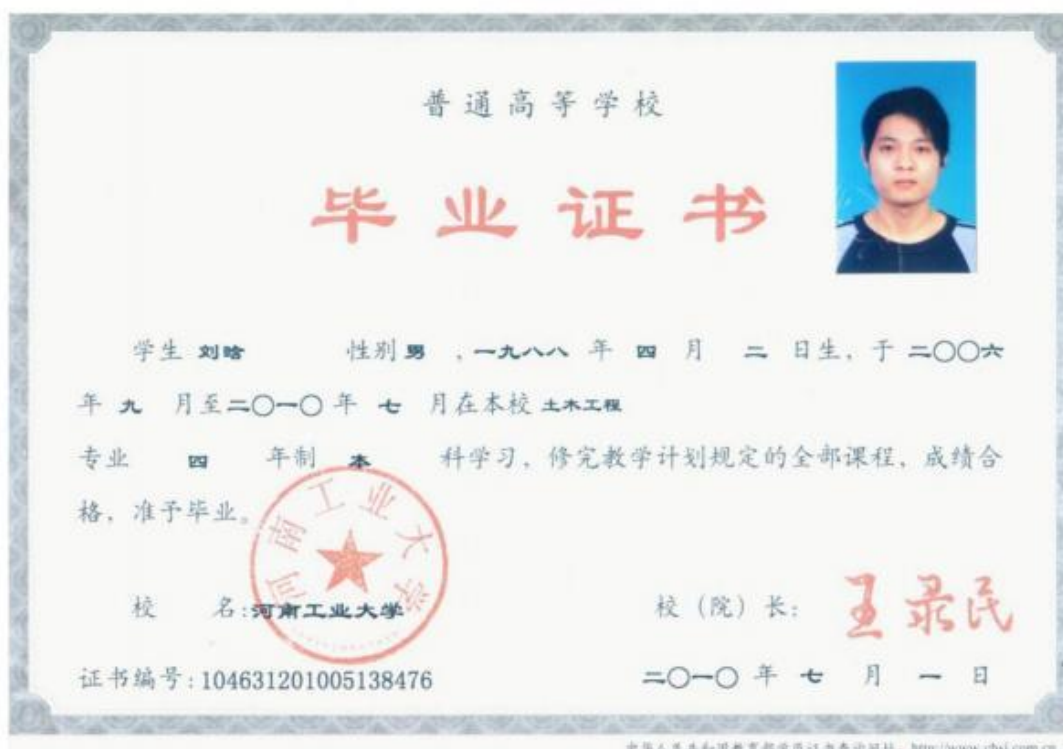 普通高等学校
毕业证书
学生 刘晗 性别 男 , 一九八八 年 四 月 二 日生, 于 二〇〇六
年 九 月至 二〇一〇 年 七 月在本校 土木工程
专业 四 年制 本 科学习, 修完教学计划规定的全部课程, 成绩合
格, 准予毕业。
河南工业大学
校 名:河南工业大学 校(院)长: 王录民
证书编号:104631201005138476 二〇一〇 年 七 月 一 日